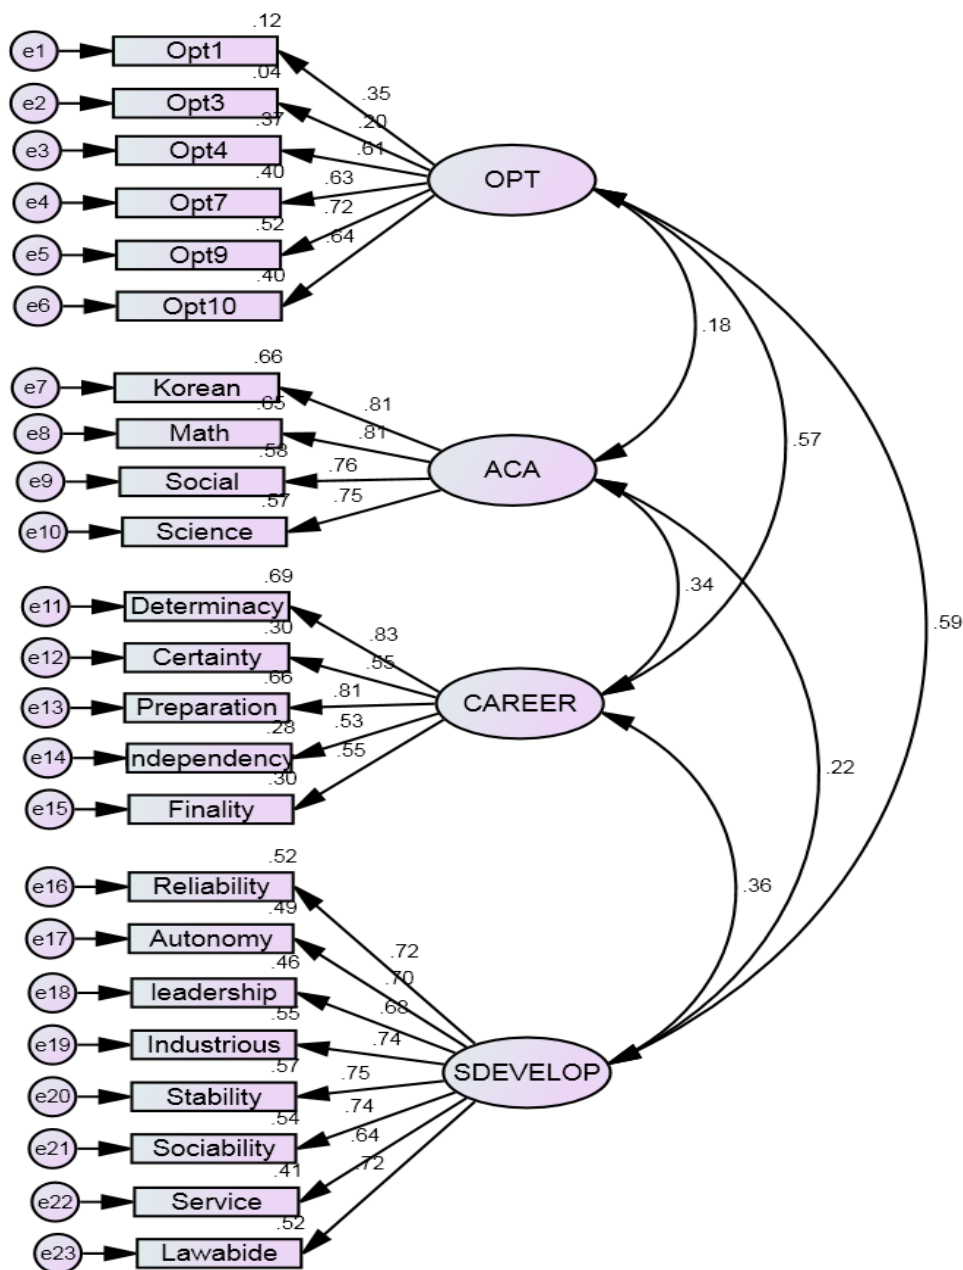 .12
e1 Opt1
.04 .35
e2 Opt3 .20
.37
e3 Opt4 .61
.40
e4 Opt7 .63 OPT
.72
.52
e5 Opt9 .64
.40
e6 Opt10
.18
.66
e7 Korean
.65 .81
e8 Math .81
.58 .57
e9 Social .76 ACA
.57 .75
e10 Science
.69 .34
e11 Determinacy
.30 .83 .59
e12 Certainty .55
.66
e13 Preparation .81 CAREER
.28 .53
e14 ndependency .55
.30
e15 Finality .22
.52
e16 Reliability .36
.49
e17 Autonomy .72
.46 .70
e18 leadership .68
.55
e19 Industrious .74
.57 .75 SDEVELOP
e20 Stability .74
.54
e21 Sociability .64
.41 .72
e22 Service
.52
e23 Lawabide